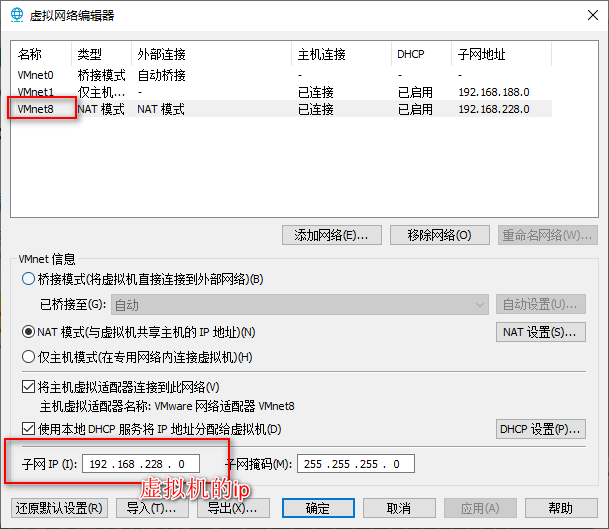 虚拟网络编辑器
名称 类型 外部连接 主机连接 DHCP 子网地址
VMnet0 桥接模式 自动桥接 - - -
VMnet1 仅主机... - 已连接 已启用 192.168.188.0
VMnet8 NAT 模式 NAT 模式 已连接 已启用 192.168.228.0
添加网络(E)... 移除网络(O) 重命名网络(W)...
VMnet 信息
桥接模式(将虚拟机直接连接到外部网络)(B)
已桥接至(G): 自动 自动设置(U)...
NAT 模式(与虚拟机共享主机的 IP 地址)(N) NAT 设置(S)...
仅主机模式(在专用网络内连接虚拟机)(H)
将主机虚拟适配器连接到此网络(V)
主机虚拟适配器名称: VMware 网络适配器 VMnet8
使用本地 DHCP 服务将 IP 地址分配给虚拟机(D) DHCP 设置(P)...
子网 IP (I): 192 . 168 . 228 . 0 子网掩码(M): 255 . 255 . 255 . 0
虚拟机的ip
还原默认设置(R) 导入(T)... 导出(X)... 确定 取消 应用(A) 帮助